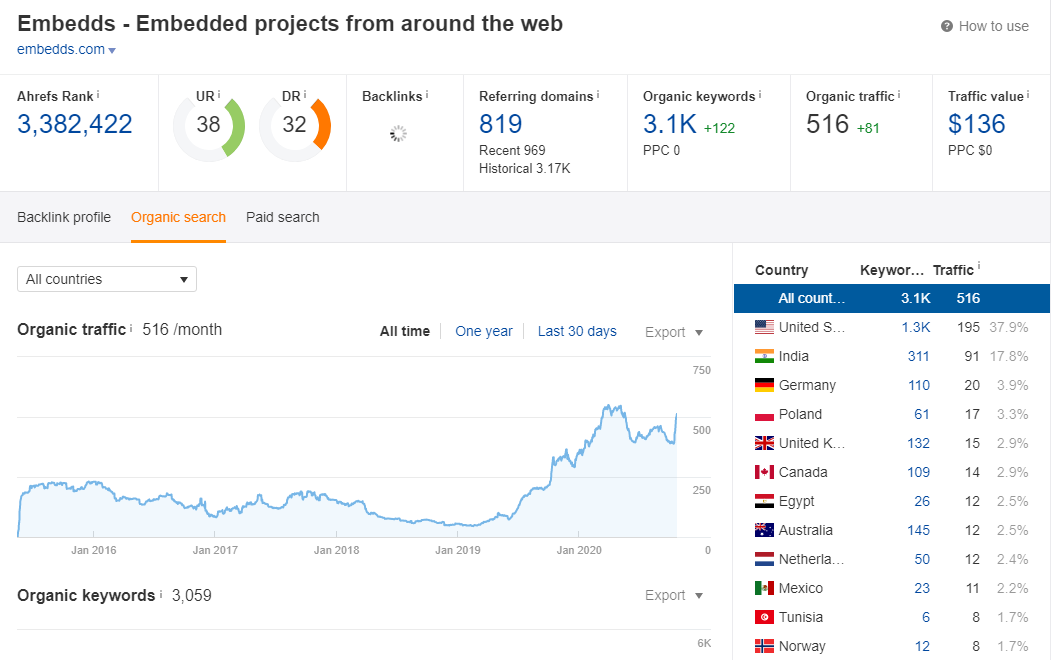 Embedds - Embedded projects from around the web
How to use
embedds.com
Ahrefs Rank i
3,382,422
UR i
38
DR i
32
Backlinks i
Referring domains i
819
Recent 969
Historical 3.17K
Organic keywords i
3.1K +122
PPC 0
Organic traffic i
516 +81
Traffic value i
$136
PPC $0
Backlink profile Organic search Paid search
All countries
Organic traffic i 516 /month
All time One year Last 30 days Export
750
500
250
0
Jan 2016 Jan 2017 Jan 2018 Jan 2019 Jan 2020
Organic keywords i 3,059
Export
6K
Country Keywor... Traffic i
All count... 3.1K 516
United S... 1.3K 195 37.9%
India 311 91 17.8%
Germany 110 20 3.9%
Poland 61 17 3.3%
United K... 132 15 2.9%
Canada 109 14 2.9%
Egypt 26 12 2.5%
Australia 145 12 2.5%
Netherla... 50 12 2.4%
Mexico 23 11 2.2%
Tunisia 6 8 1.7%
Norway 12 8 1.7%